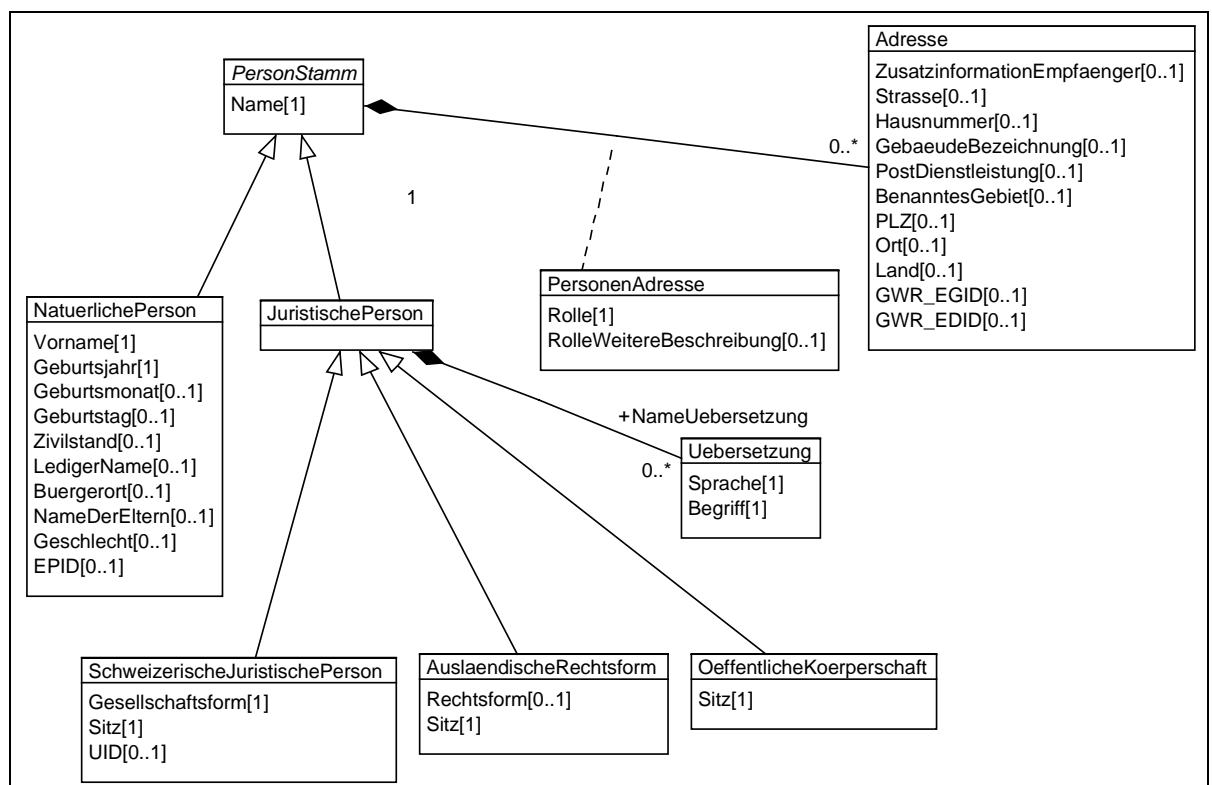 PersonStamm
Name[1]
Adresse
ZusatzinformationEmpfaenger[0..1]
Strasse[0..1]
Hausnummer[0..1]
GebaeudeBezeichnung[0..1]
PostDienstleistung[0..1]
BenanntesGebiet[0..1]
PLZ[0..1]
Ort[0..1]
Land[0..1]
GWR_EGID[0..1]
GWR_EDID[0..1]
0..*
1
PersonenAdresse
Rolle[1]
RolleWeitereBeschreibung[0..1]
NatuerlichePerson
Vorname[1]
Geburtsjahr[1]
Geburtsmonat[0..1]
Geburtstag[0..1]
Zivilstand[0..1]
LedigerName[0..1]
Buergerort[0..1]
NameDerEltern[0..1]
Geschlecht[0..1]
EPID[0..1]
JuristischePerson
+NameUebersetzung
0..*
Uebersetzung
Sprache[1]
Begriff[1]
SchweizerischeJuristischePerson
Gesellschaftsform[1]
Sitz[1]
UID[0..1]
AuslaendischeRechtsform
Rechtsform[0..1]
Sitz[1]
OeffentlicheKoerperschaft
Sitz[1]